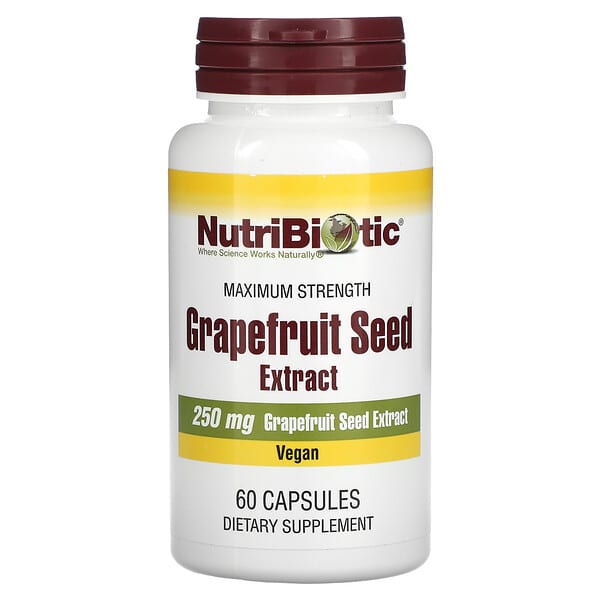 NutriBiotic®
Where Science Works Naturally®
MAXIMUM STRENGTH
Grapefruit Seed
Extract
250 mg Grapefruit Seed Extract
Vegan
60 CAPSULES
DIETARY SUPPLEMENT